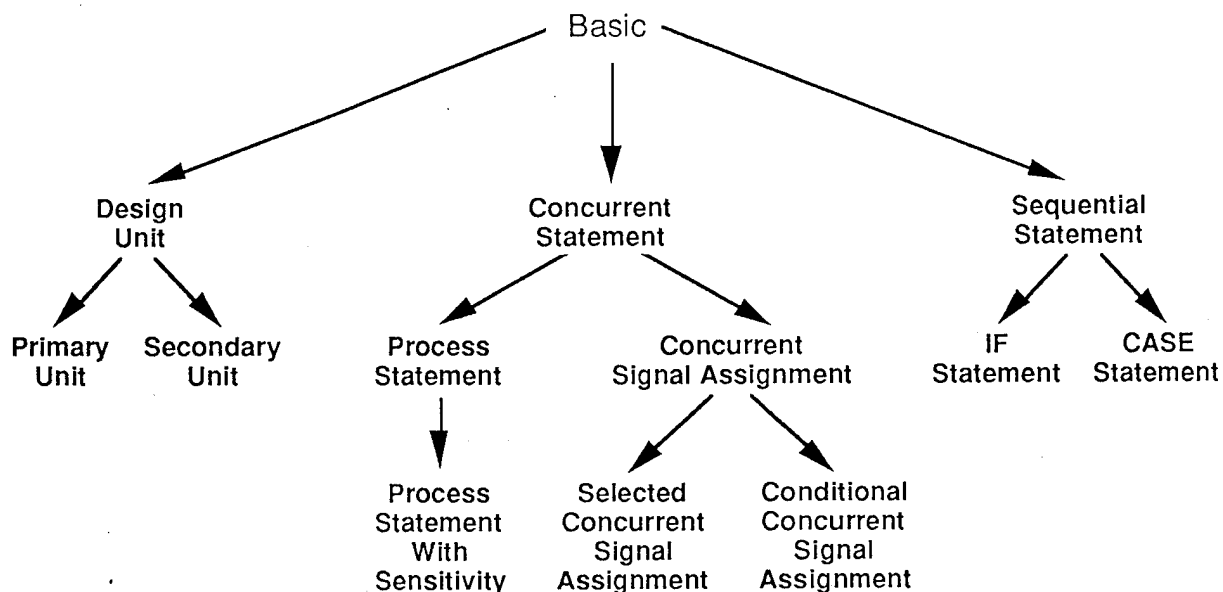 Basic
Design
Unit
Concurrent
Statement
Sequential
Statement
Primary
Unit
Secondary
Unit
Process
Statement
Concurrent
Signal Assignment
IF
Statement
CASE
Statement
Process
Statement
With
Sensitivity
Selected
Concurrent
Signal
Assignment
Conditional
Concurrent
Signal
Assignment